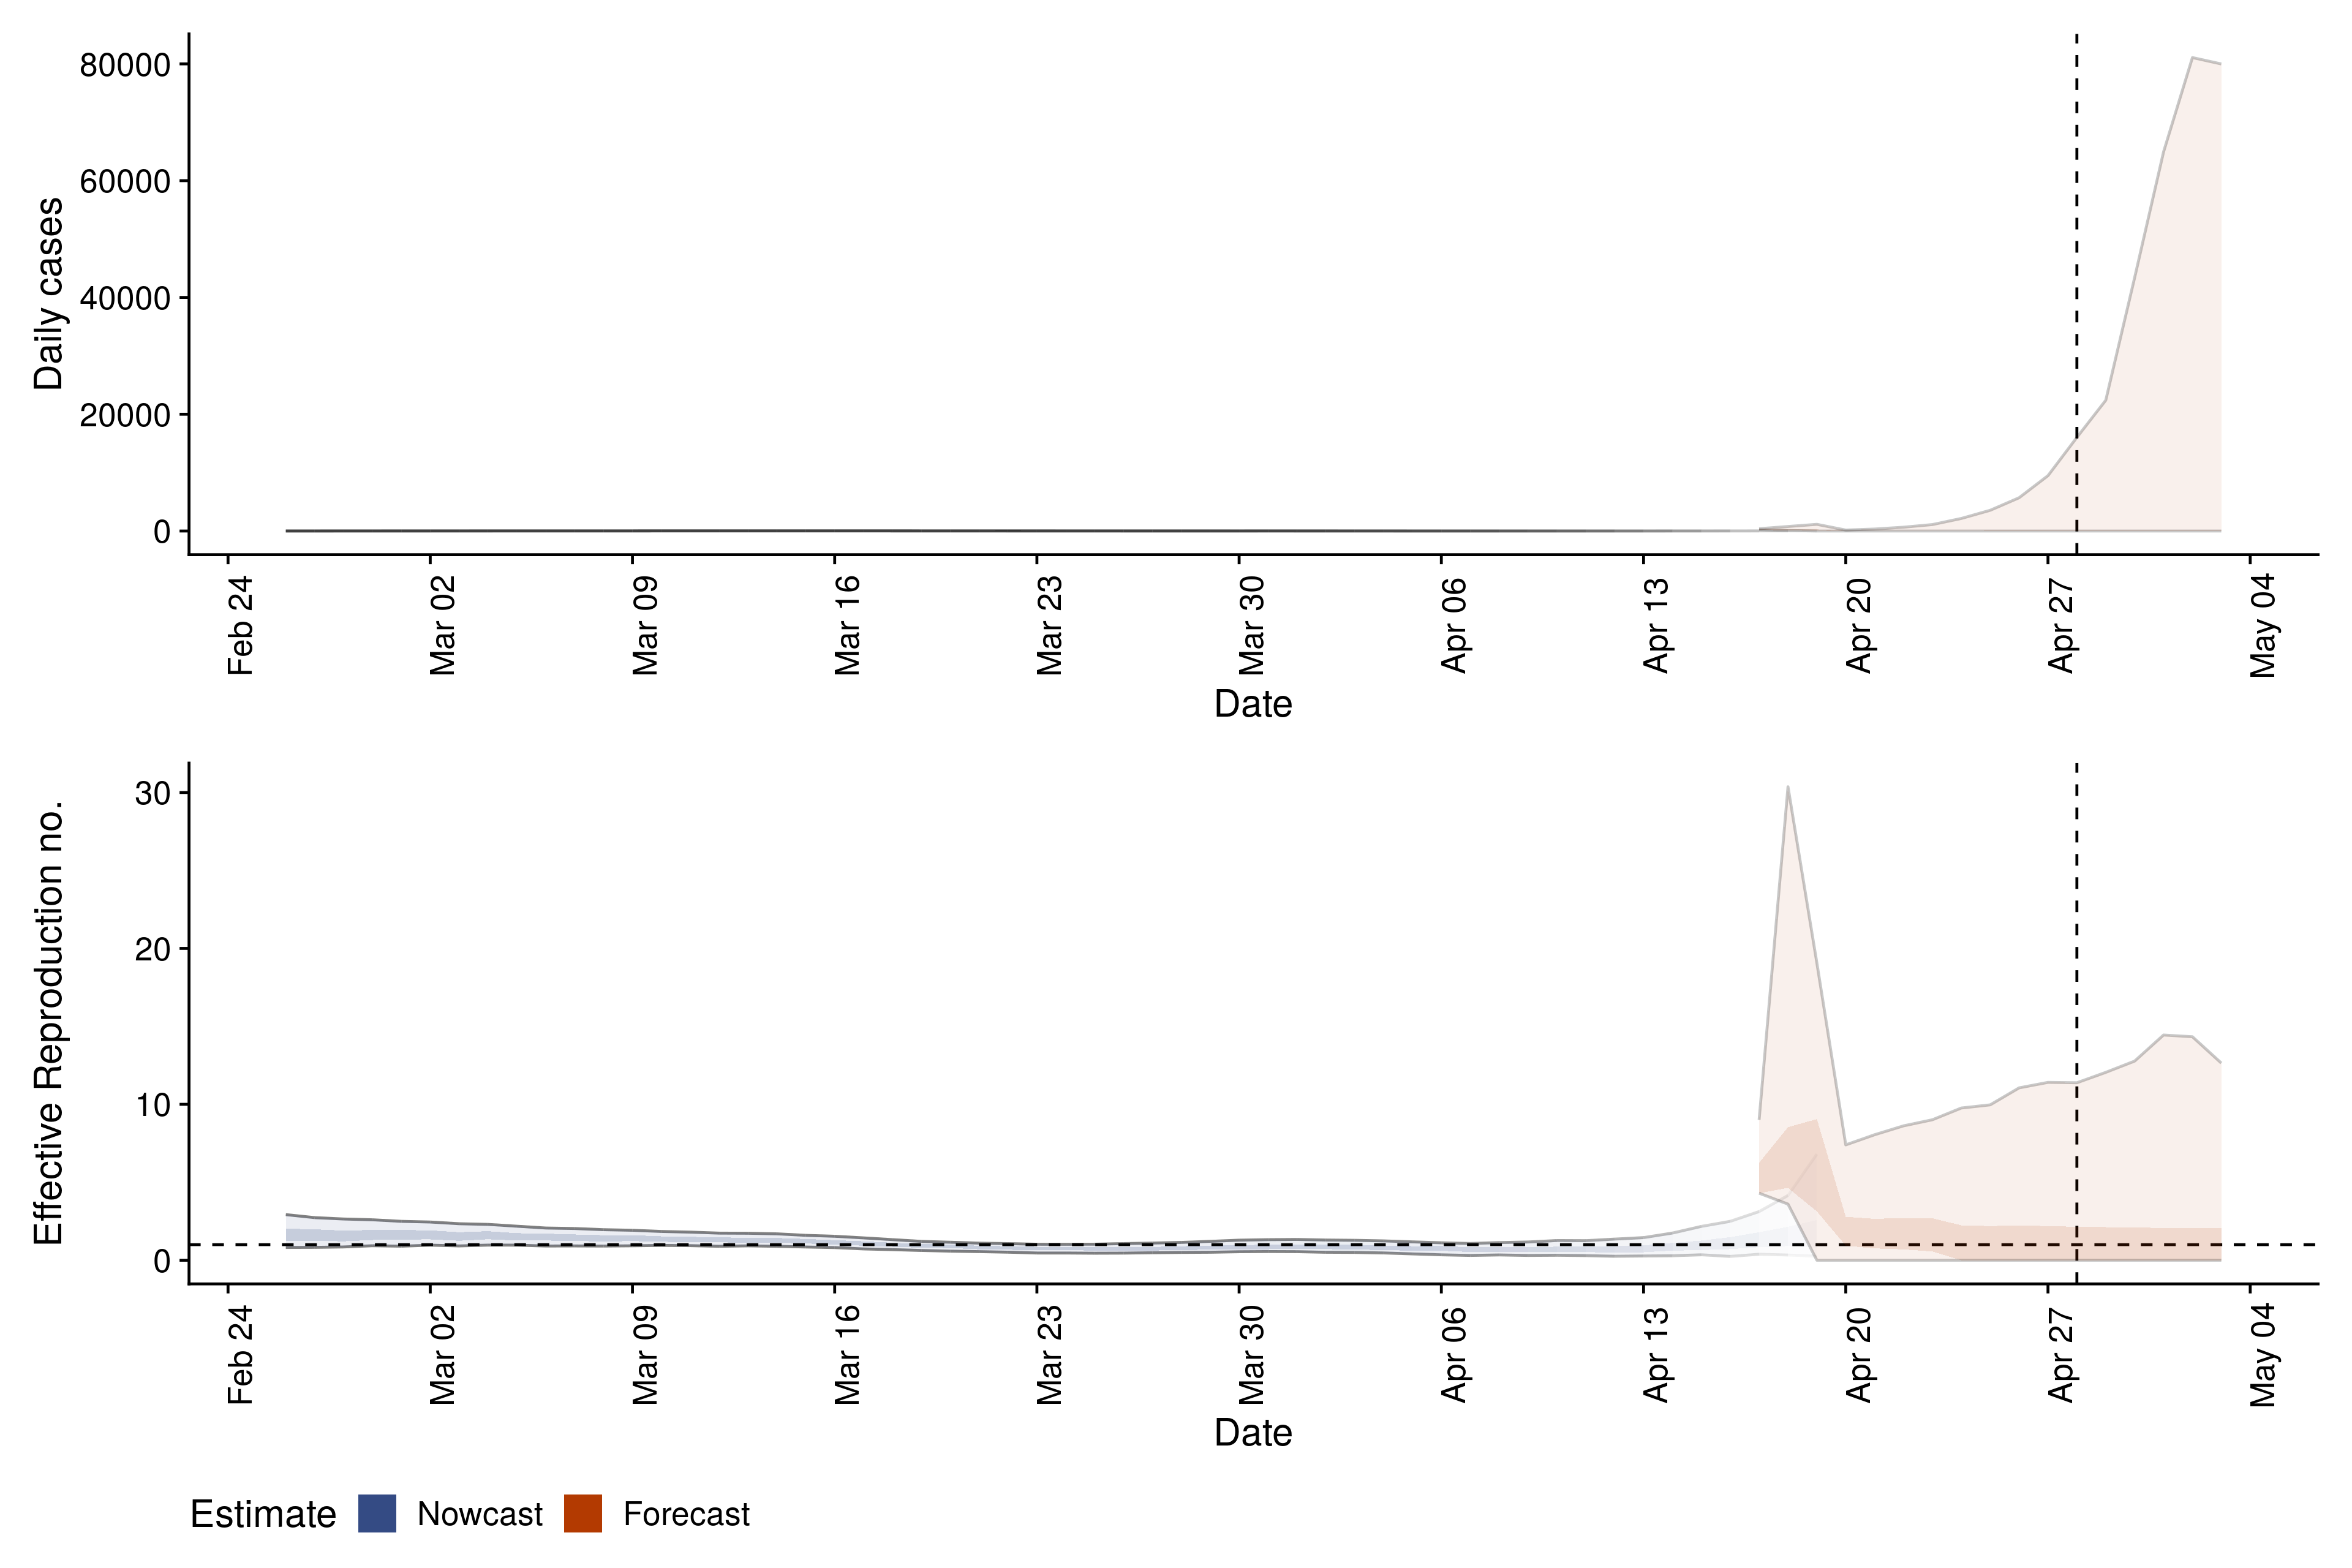 Daily cases
80000
60000
40000
20000
0
Feb 24
Mar 02
Mar 09
Mar 16
Mar 23
Mar 30
Apr 06
Apr 13
Apr 20
Apr 27
May 04
Date
Effective Reproduction no.
30
20
10
0
Feb 24
Mar 02
Mar 09
Mar 16
Mar 23
Mar 30
Apr 06
Apr 13
Apr 20
Apr 27
May 04
Date
Estimate Nowcast Forecast